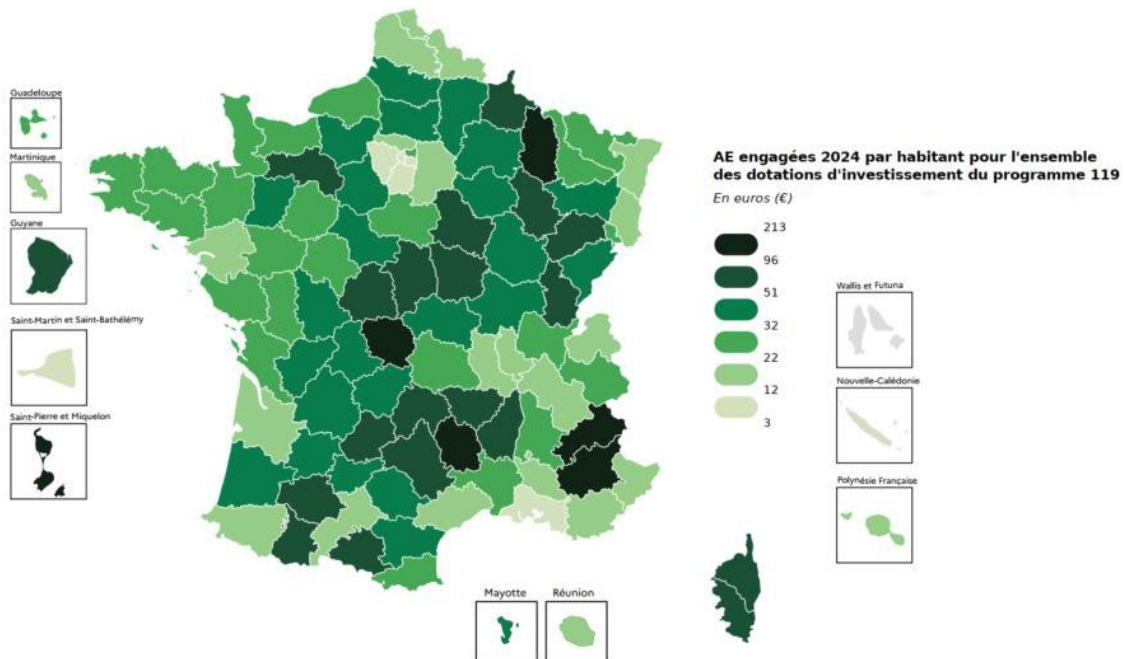 Guadeloupe
Martinique
Guyane
Saint-Martin et Saint-Bathélémy
Saint-Pierre et Miquelon
AE engagées 2024 par habitant pour l'ensemble
des dotations d'investissement du programme 119
En euros (€)
213
96
51
32
22
12
3
Wallis et Futuna
Nouvelle-Calédonie
Polynésie Française
Mayotte
Réunion